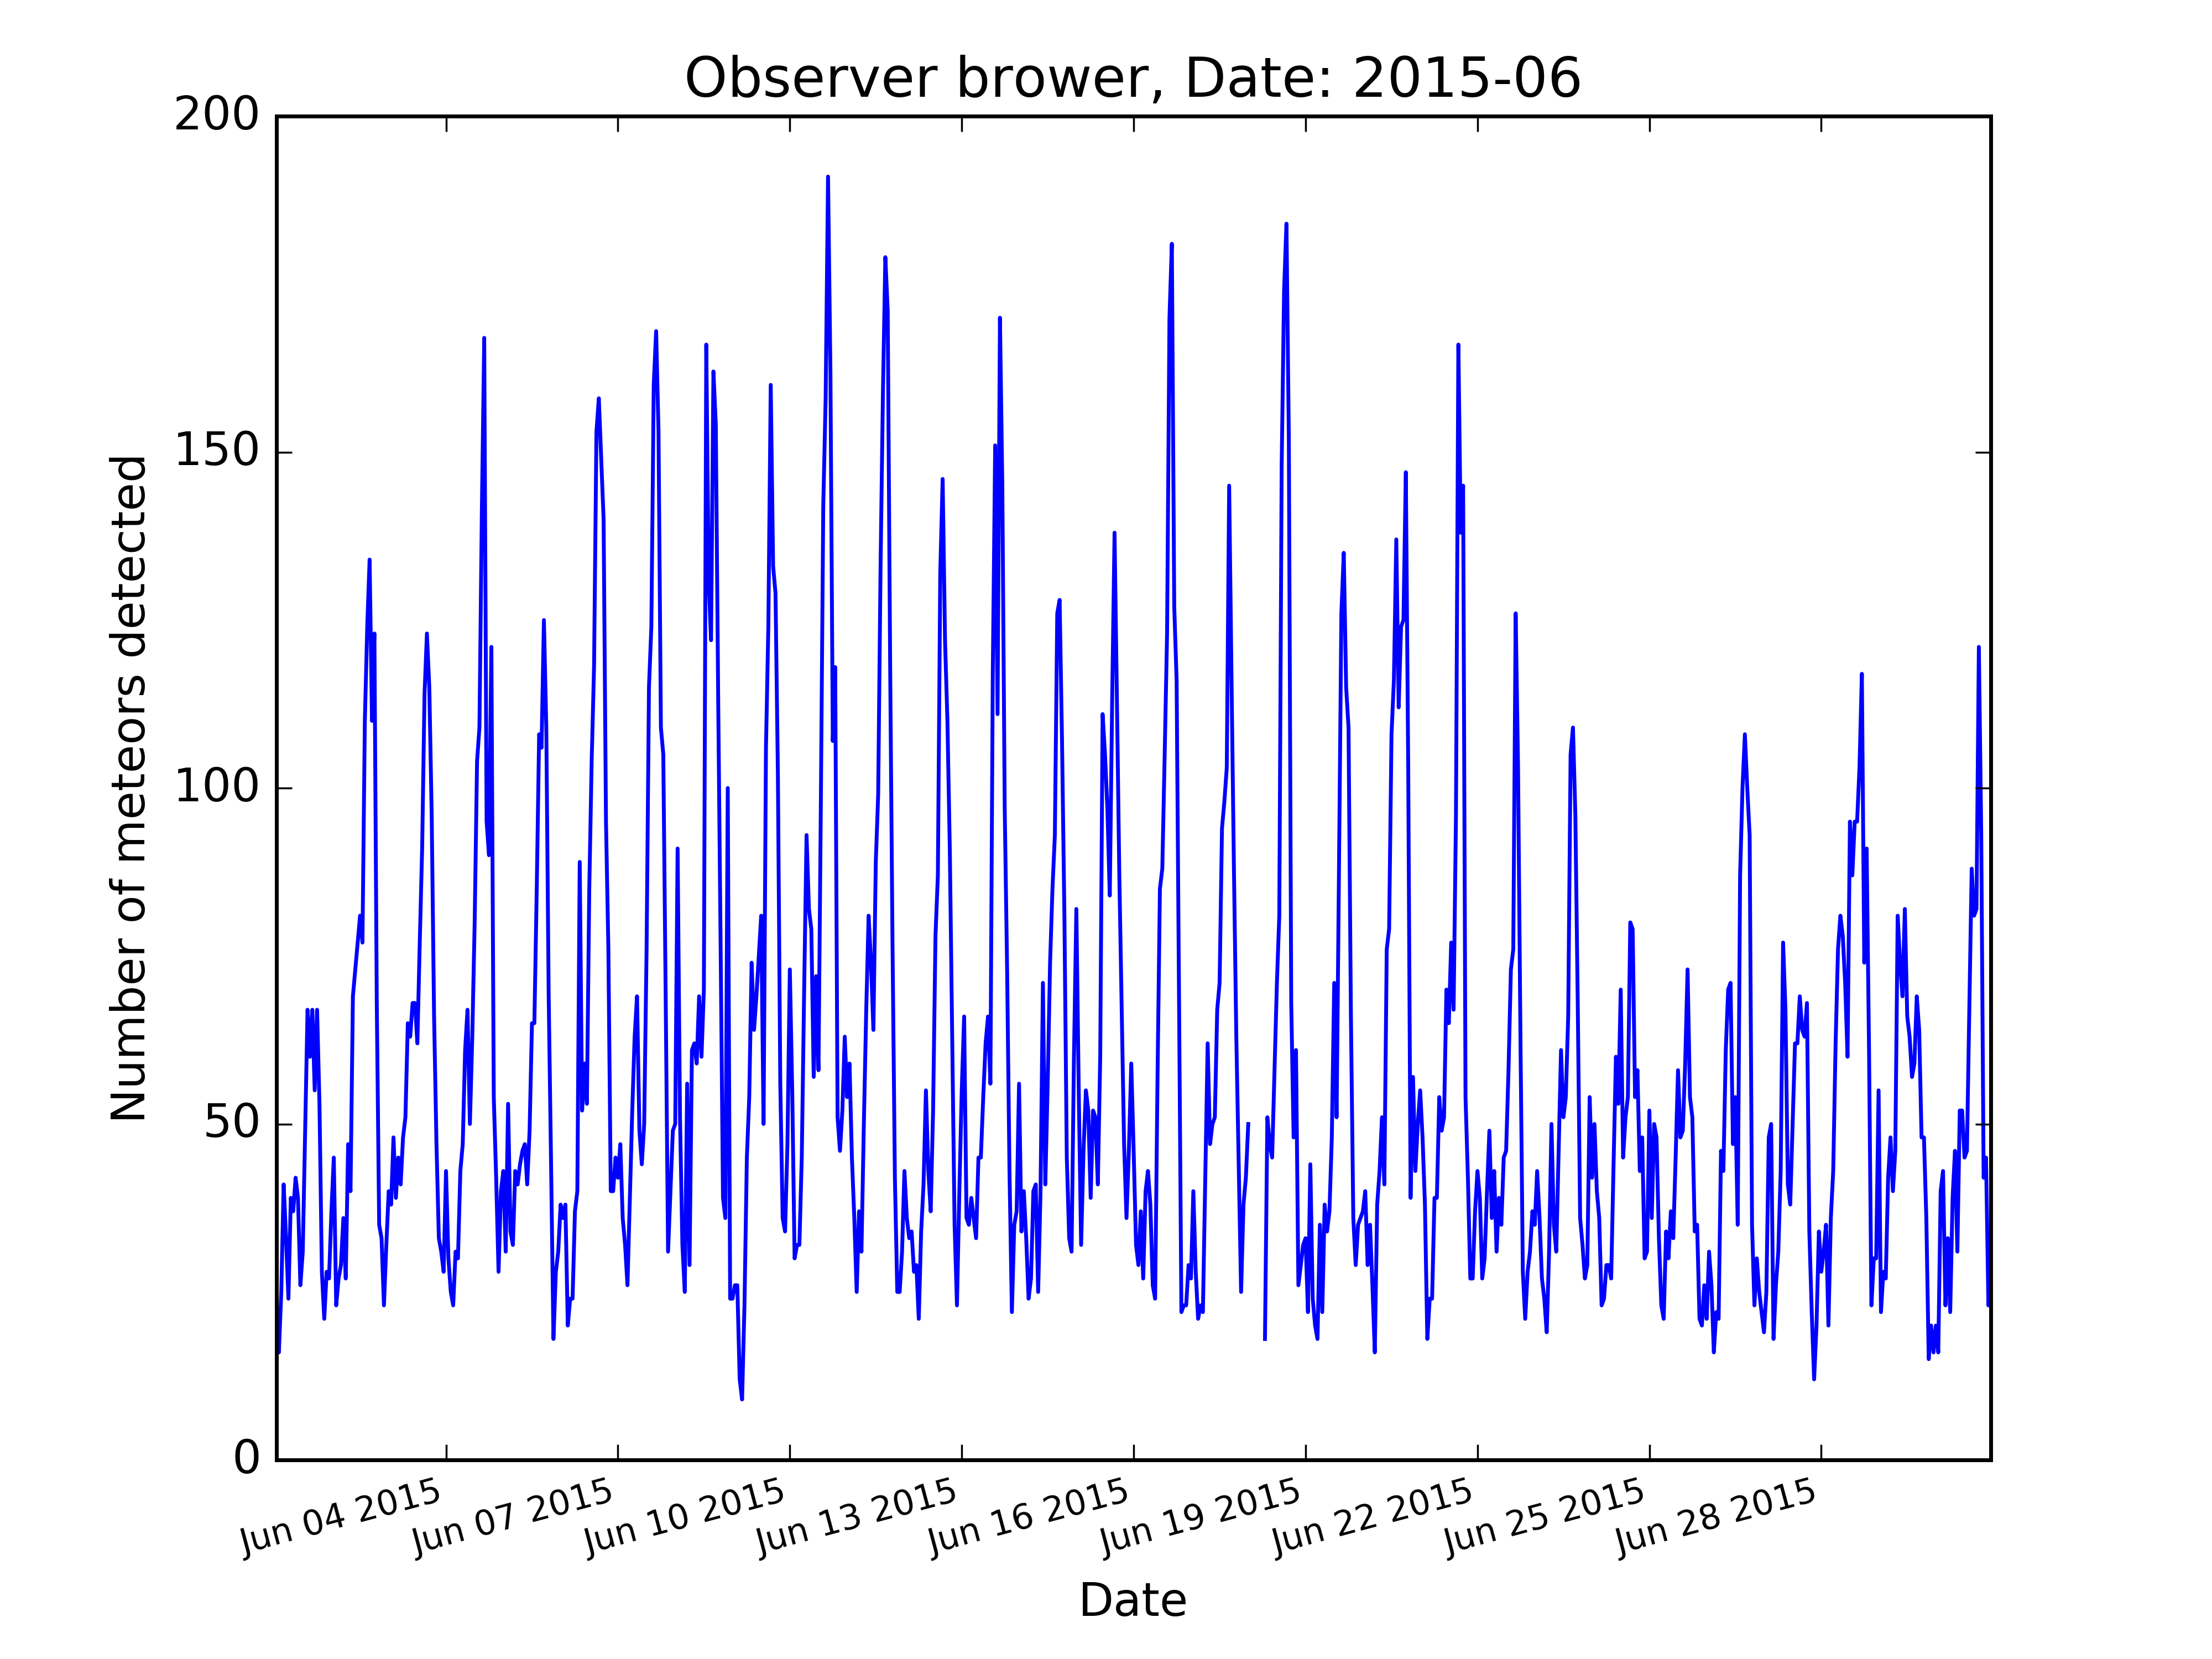 Observer brower, Date: 2015-06
200
150
100
50
0
Number of meteors detected
Jun 04 2015
Jun 07 2015
Jun 10 2015
Jun 13 2015
Jun 16 2015
Jun 19 2015
Jun 22 2015
Jun 25 2015
Jun 28 2015
Date